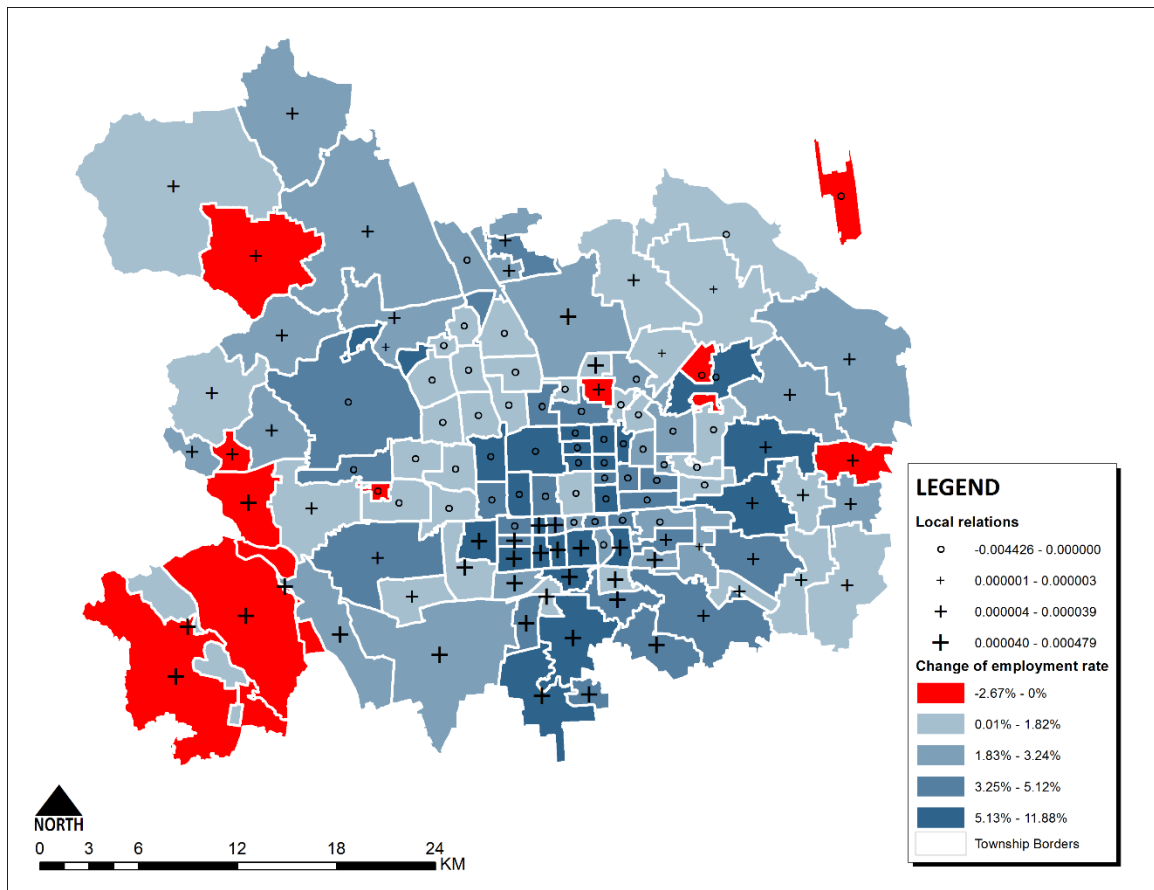 LEGEND
Local relations
-0.004426 - 0.000000
0.000001 - 0.000003
0.000004 - 0.000039
0.000040 - 0.000479
Change of employment rate
-2.67% - 0%
0.01% - 1.82%
1.83% - 3.24%
3.25% - 5.12%
5.13% - 11.88%
Township Borders
NORTH
0 3 6 12 18 24
KM